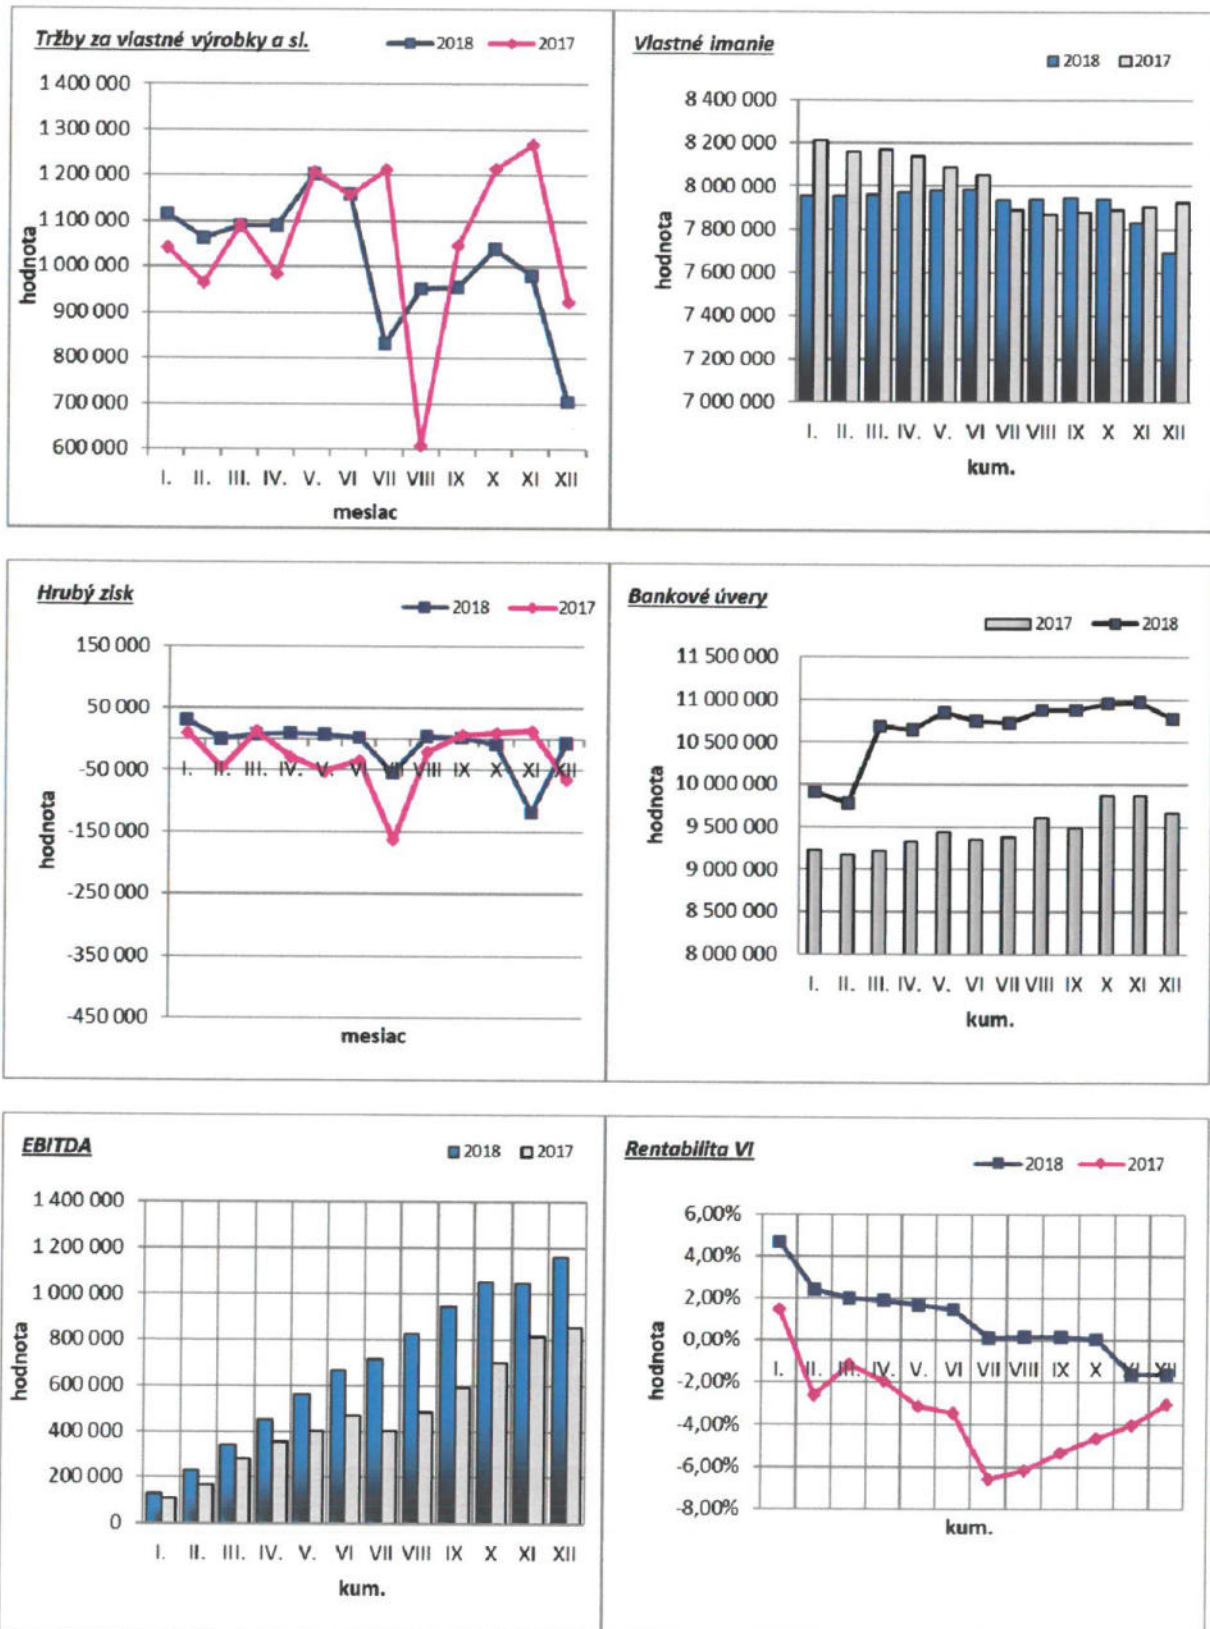 Tržby za vlastné výrobky a sl.
2018 2017
1 400 000
1 300 000
1 200 000
1 100 000
1 000 000
900 000
800 000
700 000
600 000
hodnota
I. II. III. IV. V. VI VII VIII IX X XI XII
mesiac
Vlastné imanie
2018 2017
8 400 000
8 200 000
8 000 000
7 800 000
7 600 000
7 400 000
7 200 000
7 000 000
hodnota
I. II. III. IV. V. VI VII VIII IX X XI XII
kum.
Hrubý zisk
2018 2017
150 000
50 000
-50 000
-150 000
-250 000
-350 000
-450 000
hodnota
I. II. III. IV. V. VI VII VIII IX X XI XII
mesiac
Bankové úvery
2017 2018
11 500 000
11 000 000
10 500 000
10 000 000
9 500 000
9 000 000
8 500 000
8 000 000
hodnota
I. II. III. IV. V. VI VII VIII IX X XI XII
kum.
EBITDA
2018 2017
1 400 000
1 200 000
1 000 000
800 000
600 000
400 000
200 000
0
hodnota
I. II. III. IV. V. VI VII VIII IX X XI XII
kum.
Rentabilita VI
2018 2017
6,00%
4,00%
2,00%
0,00%
-2,00%
-4,00%
-6,00%
-8,00%
hodnota
I. II. III. IV. V. VI VII VIII IX X XI XII
kum.